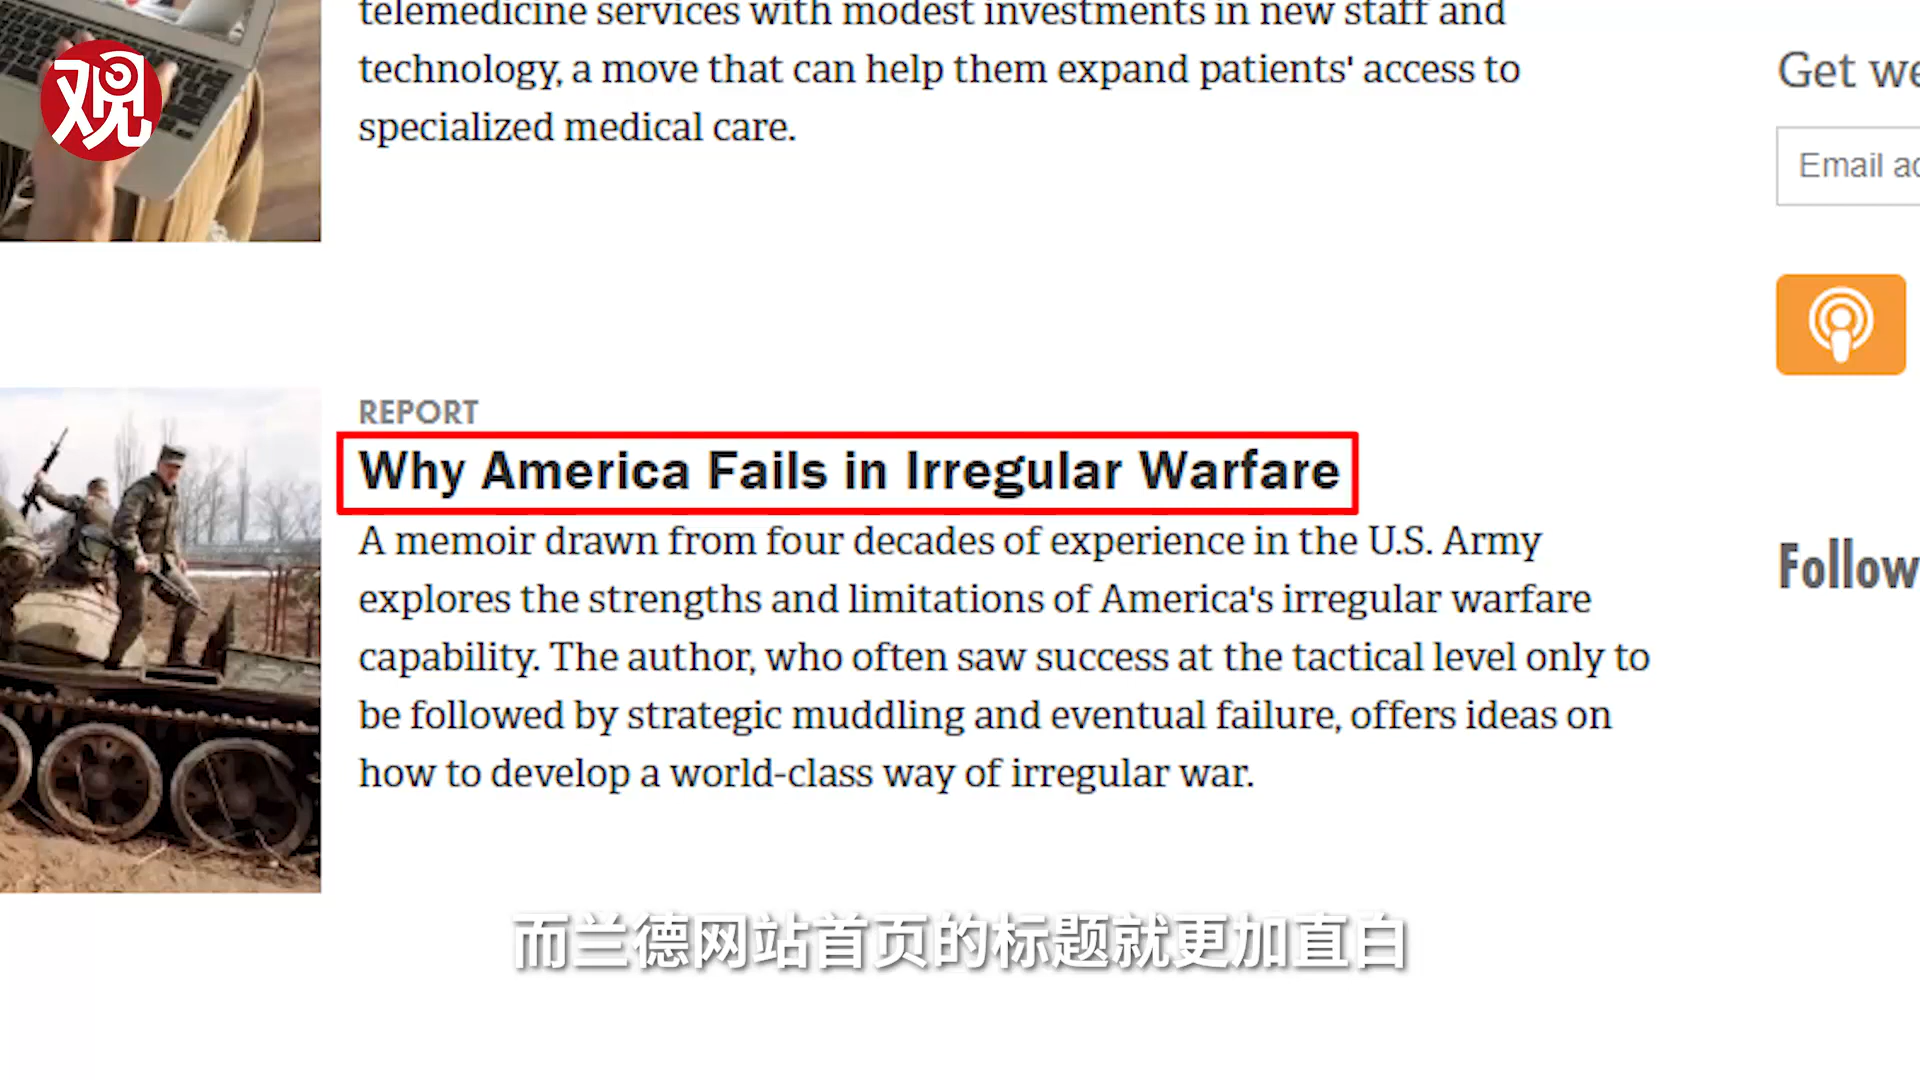 观
telemedicine services with modest investments in new staff and
technology, a move that can help them expand patients' access to
specialized medical care.
Get we
Email ad
REPORT
Why America Fails in Irregular Warfare
A memoir drawn from four decades of experience in the U.S. Army
explores the strengths and limitations of America's irregular warfare
capability. The author, who often saw success at the tactical level only to
be followed by strategic muddling and eventual failure, offers ideas on
how to develop a world-class way of irregular war.
Follow
而兰德网站首页的标题就更加直白